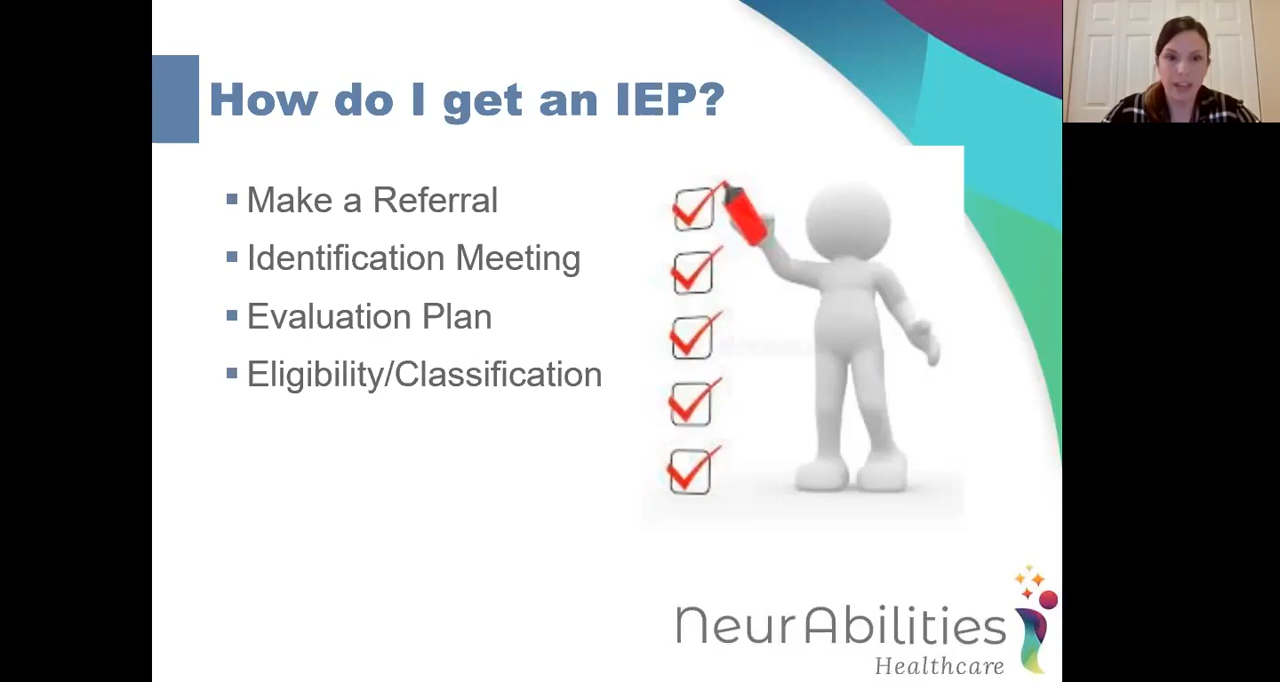 How do I get an IEP?
Make a Referral
Identification Meeting
Evaluation Plan
Eligibility/Classification
NeurAbilities
Healthcare